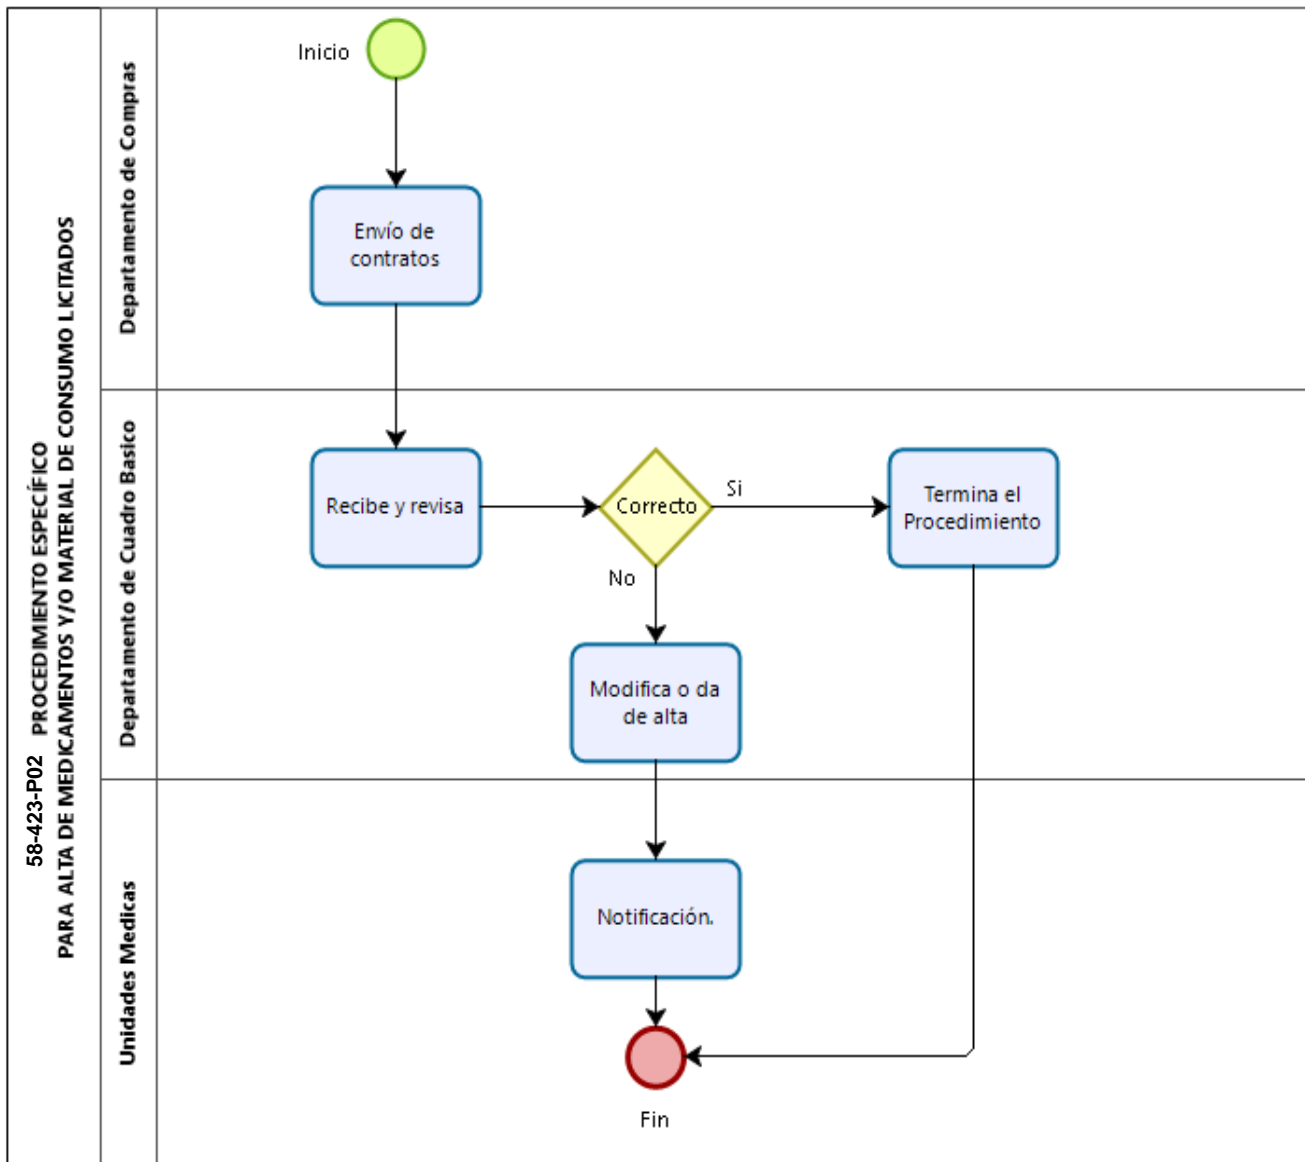 58-423-P02 PROCEDIMIENTO ESPECÍFICO
PARA ALTA DE MEDICAMENTOS Y/O MATERIAL DE CONSUMO LICITADOS
Departamento de Compras
Inicio
Envío de
contratos
Departamento de Cuadro Basico
Recibe y revisa
Correcto
Si
Termina el
Procedimiento
No
Modifica o da
de alta
Unidades Medicas
Notificación.
Fin